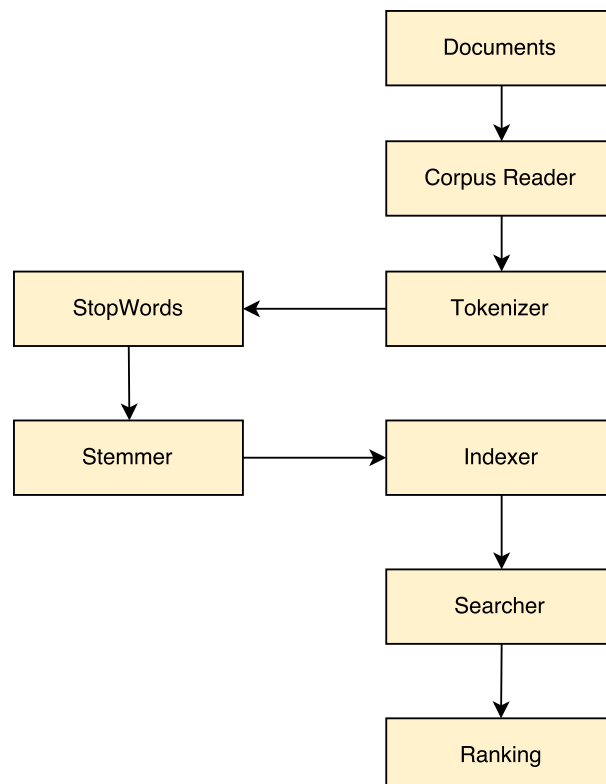 Documents
Corpus Reader
Tokenizer
StopWords
Stemmer
Indexer
Searcher
Ranking